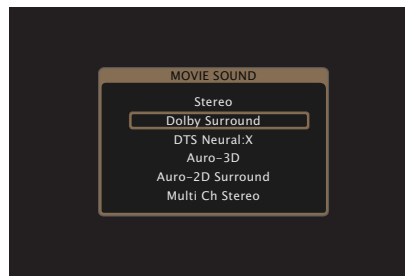 MOVIE SOUND
Stereo
Dolby Surround
DTS Neural:X
Auro-3D
Auro-2D Surround
Multi Ch Stereo